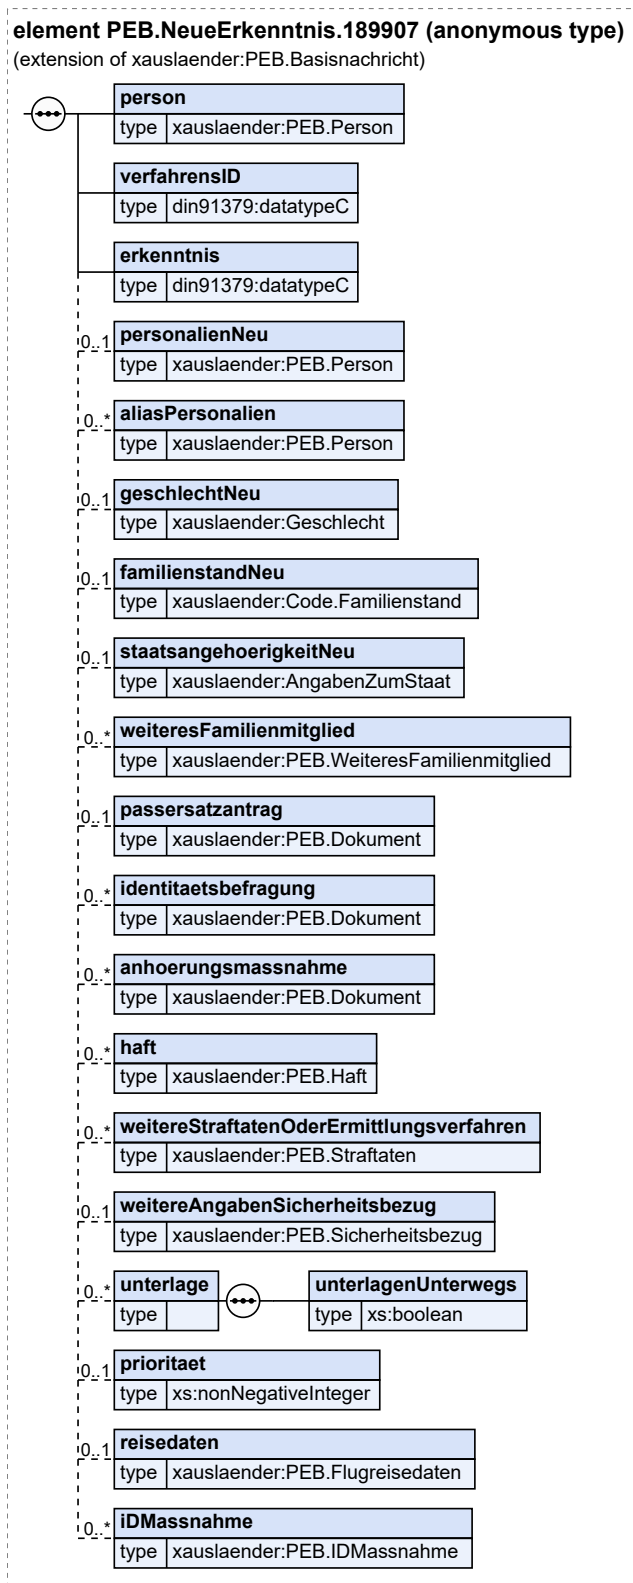 element PEB.NeueErkenntnis.189907 (anonymous type)
(extension of xauslaender:PEB.Basisnachricht)
person
type xauslaender:PEB.Person
verfahrensID
type din91379:datatypeC
erkenntnis
type din91379:datatypeC
0..1 personalienNeu
type xauslaender:PEB.Person
0..* aliasPersonalien
type xauslaender:PEB.Person
0..1 geschlechtNeu
type xauslaender:Geschlecht
0..1 familienstandNeu
type xauslaender:Code.Familienstand
0..1 staatsangehoerigkeitNeu
type xauslaender:AngabenZumStaat
0..* weiteresFamilienmitglied
type xauslaender:PEB.WeiteresFamilienmitglied
0..1 passersatzantrag
type xauslaender:PEB.Dokument
0..* identitaetsbefragung
type xauslaender:PEB.Dokument
0..* anhoerungsmassnahme
type xauslaender:PEB.Dokument
0..* haft
type xauslaender:PEB.Haft
0..* weitereStraftatenOderErmittlungsverfahren
type xauslaender:PEB.Straftaten
0..1 weitereAngabenSicherheitsbezug
type xauslaender:PEB.Sicherheitsbezug
0..* unterlage unterlagenUnterwegs
type type xs:boolean
0..1 prioritaet
type xs:nonNegativeInteger
0..1 reisedaten
type xauslaender:PEB.Flugreisedaten
0..* iDMassnahme
type xauslaender:PEB.IDMassnahme